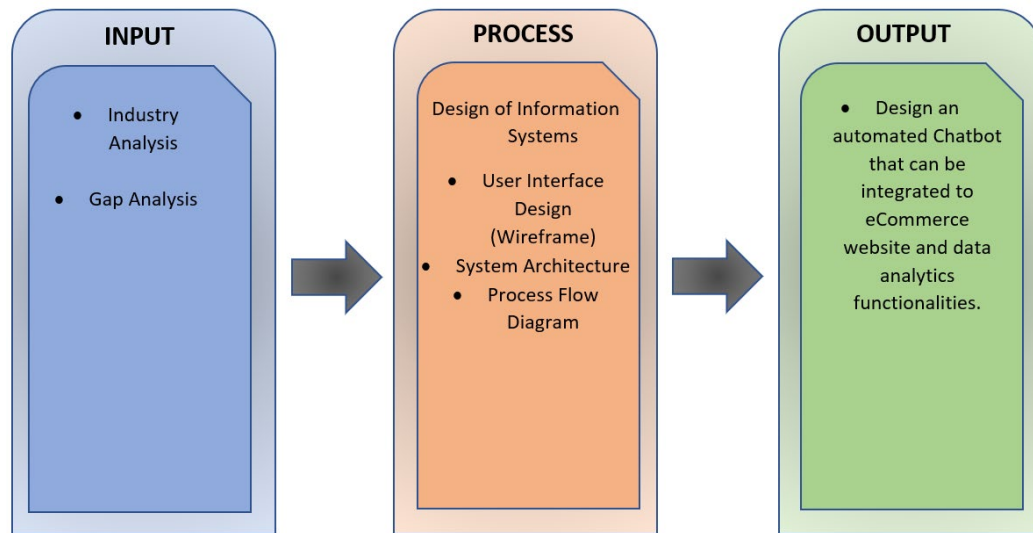 INPUT
• Industry
Analysis
• Gap Analysis
PROCESS
Design of Information
Systems
• User Interface
Design
(Wireframe)
• System Architecture
• Process Flow
Diagram
OUTPUT
• Design an
automated Chatbot
that can be
integrated to
eCommerce
website and data
analytics
functionalities.